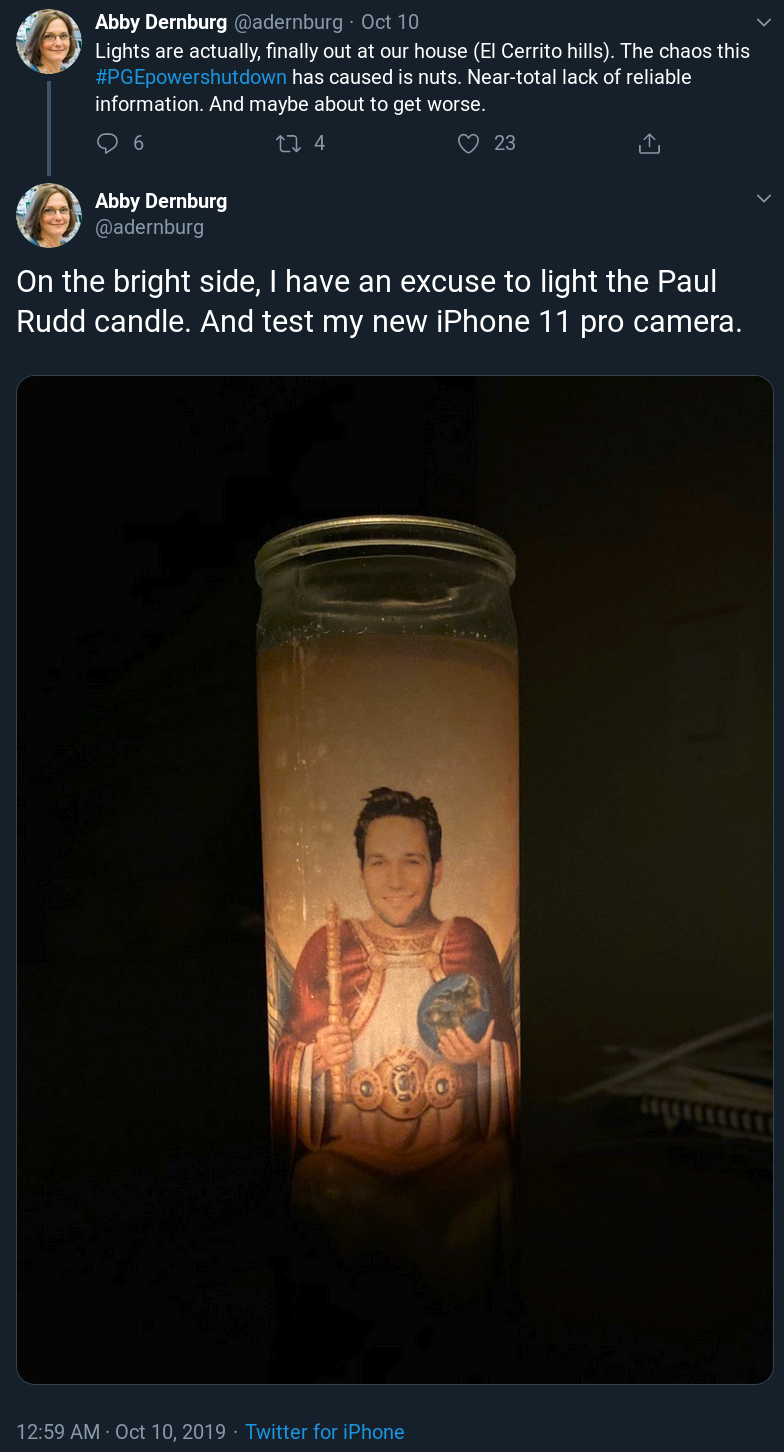 Abby Dernburg @adernburg · Oct 10
Lights are actually, finally out at our house (El Cerrito hills). The chaos this
#PGEpowershutdown has caused is nuts. Near-total lack of reliable
information. And maybe about to get worse.
6 4 23
Abby Dernburg
@adernburg
On the bright side, I have an excuse to light the Paul
Rudd candle. And test my new iPhone 11 pro camera.
12:59 AM · Oct 10, 2019 · Twitter for iPhone